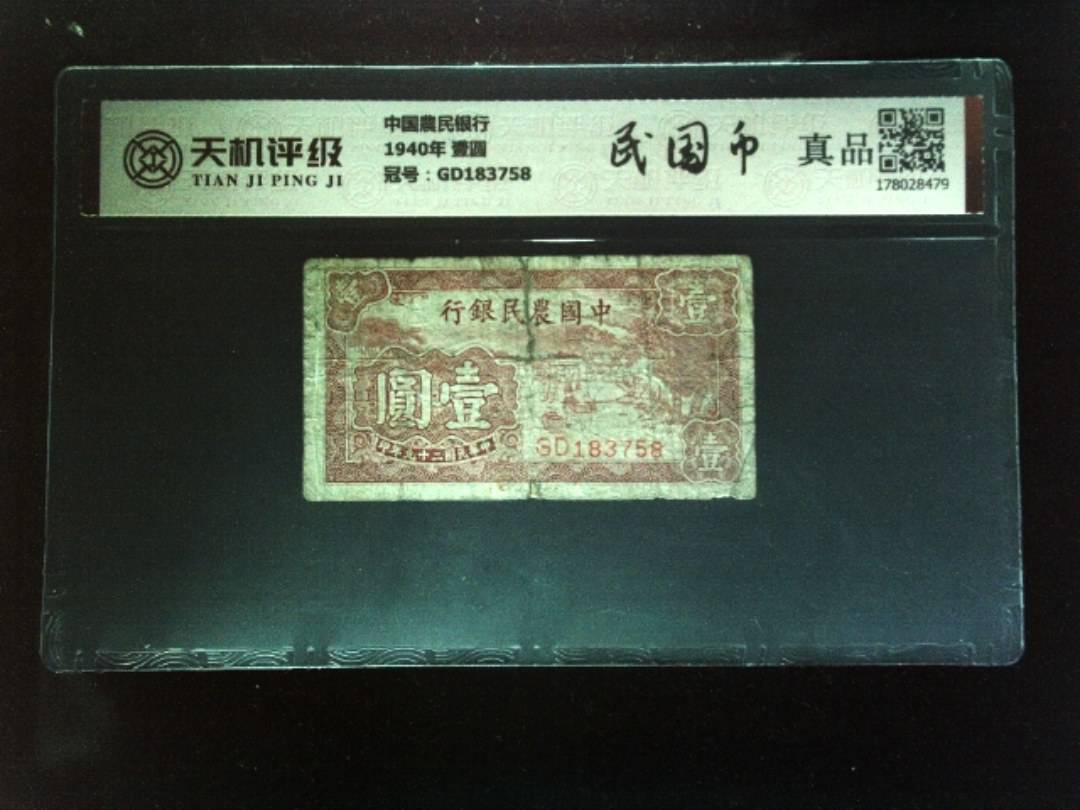 天机评级
TIAN JI PING JI
中国農民银行
1940年 壹圆
冠号：GD183758
民国币
真品
178028479
行銀民農國中
壹
圓壹
GD183758
壹